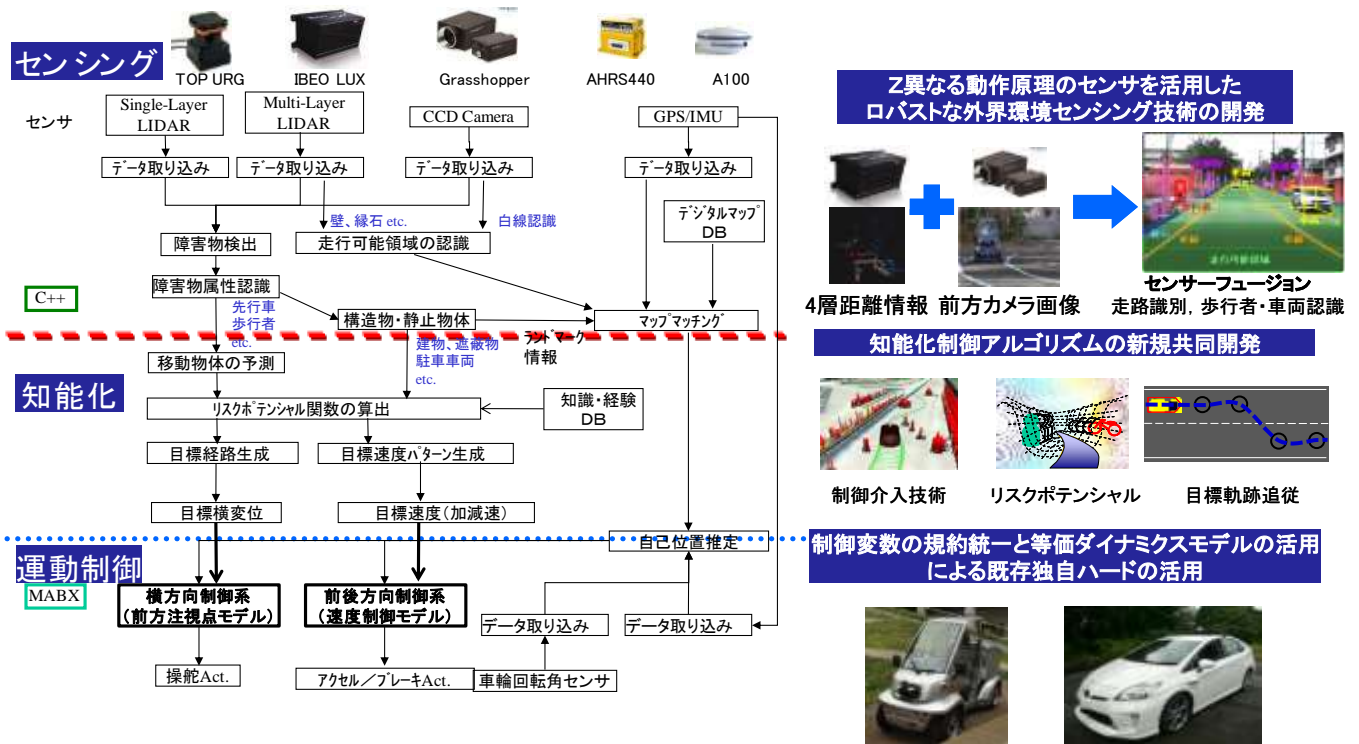 センシング
TOP URG
IBEO LUX
Grasshopper
AHRS440
A100
センサ
Single-Layer
LIDAR
Multi-Layer
LIDAR
CCD Camera
GPS/IMU
データ取り込み
データ取り込み
データ取り込み
データ取り込み
壁、縁石 etc.
白線認識
デジタルマップ
DB
障害物検出
走行可能領域の認識
C++
障害物属性認識
先行車
歩行者
etc.
構造物・静止物体
マップマッチング
ランドマーク
情報
建物、遮蔽物
駐車車両
etc.
移動物体の予測
知能化
リスクポテンシャル関数の算出
知識・経験
DB
目標経路生成
目標速度パターン生成
目標横変位
目標速度(加減速)
自己位置推定
運動制御
MABX
横方向制御系
(前方注視点モデル)
前後方向制御系
(速度制御モデル)
データ取り込み
データ取り込み
操舵Act.
アクセル/ブレーキAct.
車輪回転角センサ
Z異なる動作原理のセンサを活用した
ロバストな外界環境センシング技術の開発
走行可能領域
センサーフュージョン
4層距離情報
前方カメラ画像
走路識別, 歩行者・車両認識
知能化制御アルゴリズムの新規共同開発
制御介入技術
リスクポテンシャル
目標軌跡追従
制御変数の規約統一と等価ダイナミクスモデルの活用
による既存独自ハードの活用